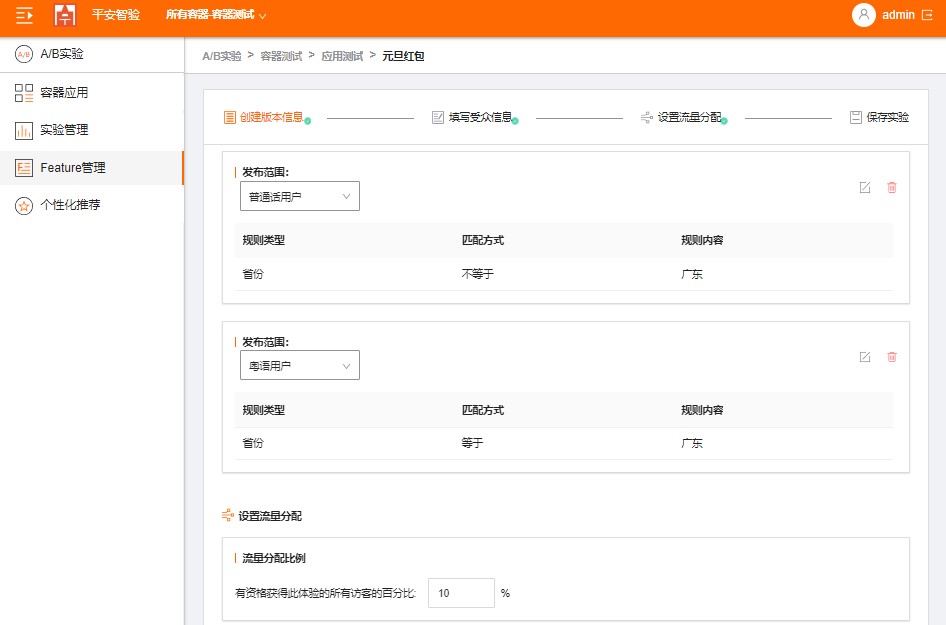 平安智验 所有容器-容器测试 admin
A/B A/B实验
容器应用
实验管理
Feature管理
个性化推荐
A/B实验 > 容器测试 > 应用测试 > 元旦红包
创建版本信息 填写受众信息 设置流量分配 保存实验
发布范围:
普通话用户
规则类型 匹配方式 规则内容
省份 不等于 广东
发布范围:
粤语用户
规则类型 匹配方式 规则内容
省份 等于 广东
设置流量分配
流量分配比例
有资格获得此体验的所有访客的百分比: 10 %